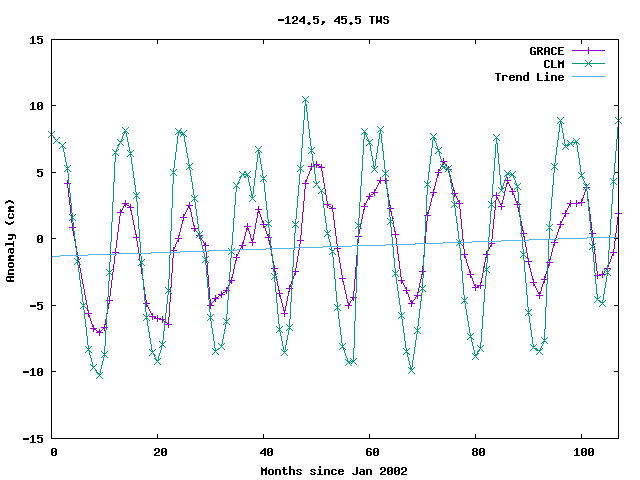 -124.5, 45.5 TWS
GRACE
CLM
Trend Line
15
10
5
0
-5
-10
-15
Anomaly (cm)
0 20 40 60 80 100
Months since Jan 2002